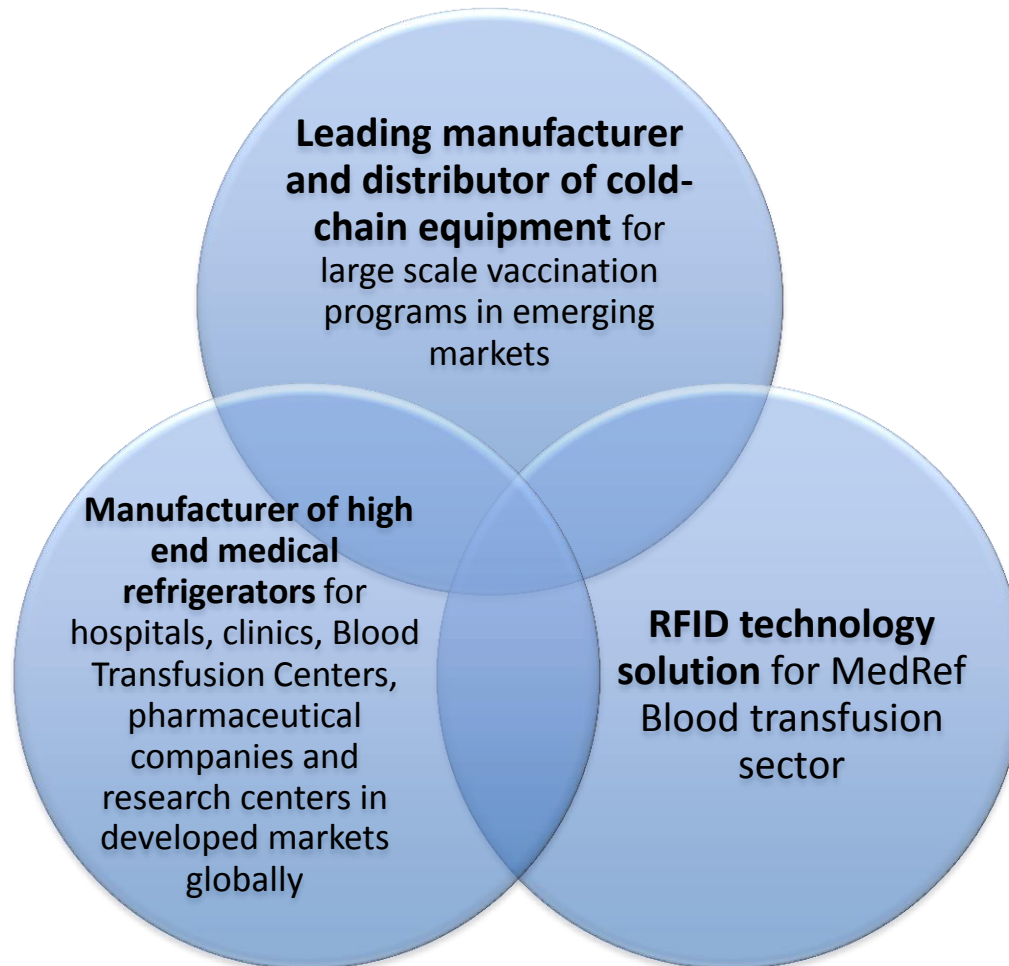 Leading manufacturer
and distributor of cold-
chain equipment for
large scale vaccination
programs in emerging
markets
Manufacturer of high
end medical
refrigerators for
hospitals, clinics, Blood
Transfusion Centers,
pharmaceutical
companies and
research centers in
developed markets
globally
RFID technology
solution for MedRef
Blood transfusion
sector